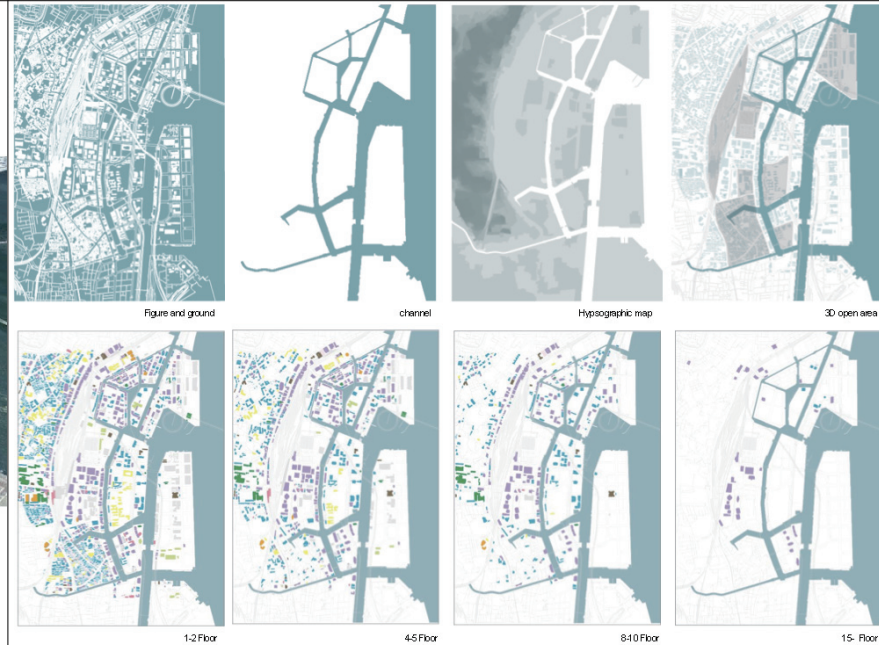 Figure and ground
channel
Hypsographic map
3D open area
1-2 Floor
4-5 Floor
8-10 Floor
15- Floor